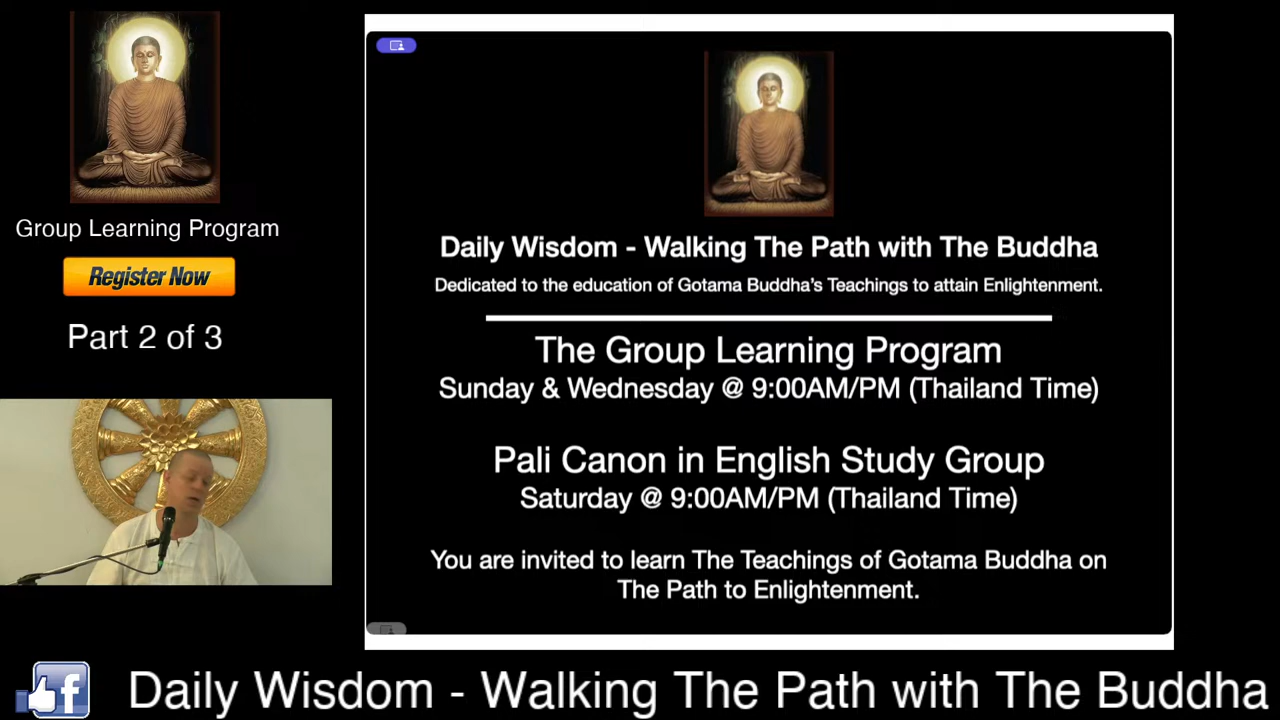 Group Learning Program
Register Now
Part 2 of 3
Daily Wisdom - Walking The Path with The Buddha
Dedicated to the education of Gotama Buddha's Teachings to attain Enlightenment.
The Group Learning Program
Sunday & Wednesday @ 9:00AM/PM (Thailand Time)
Pali Canon in English Study Group
Saturday @ 9:00AM/PM (Thailand Time)
You are invited to learn The Teachings of Gotama Buddha on
The Path to Enlightenment.
f Daily Wisdom - Walking The Path with The Buddha